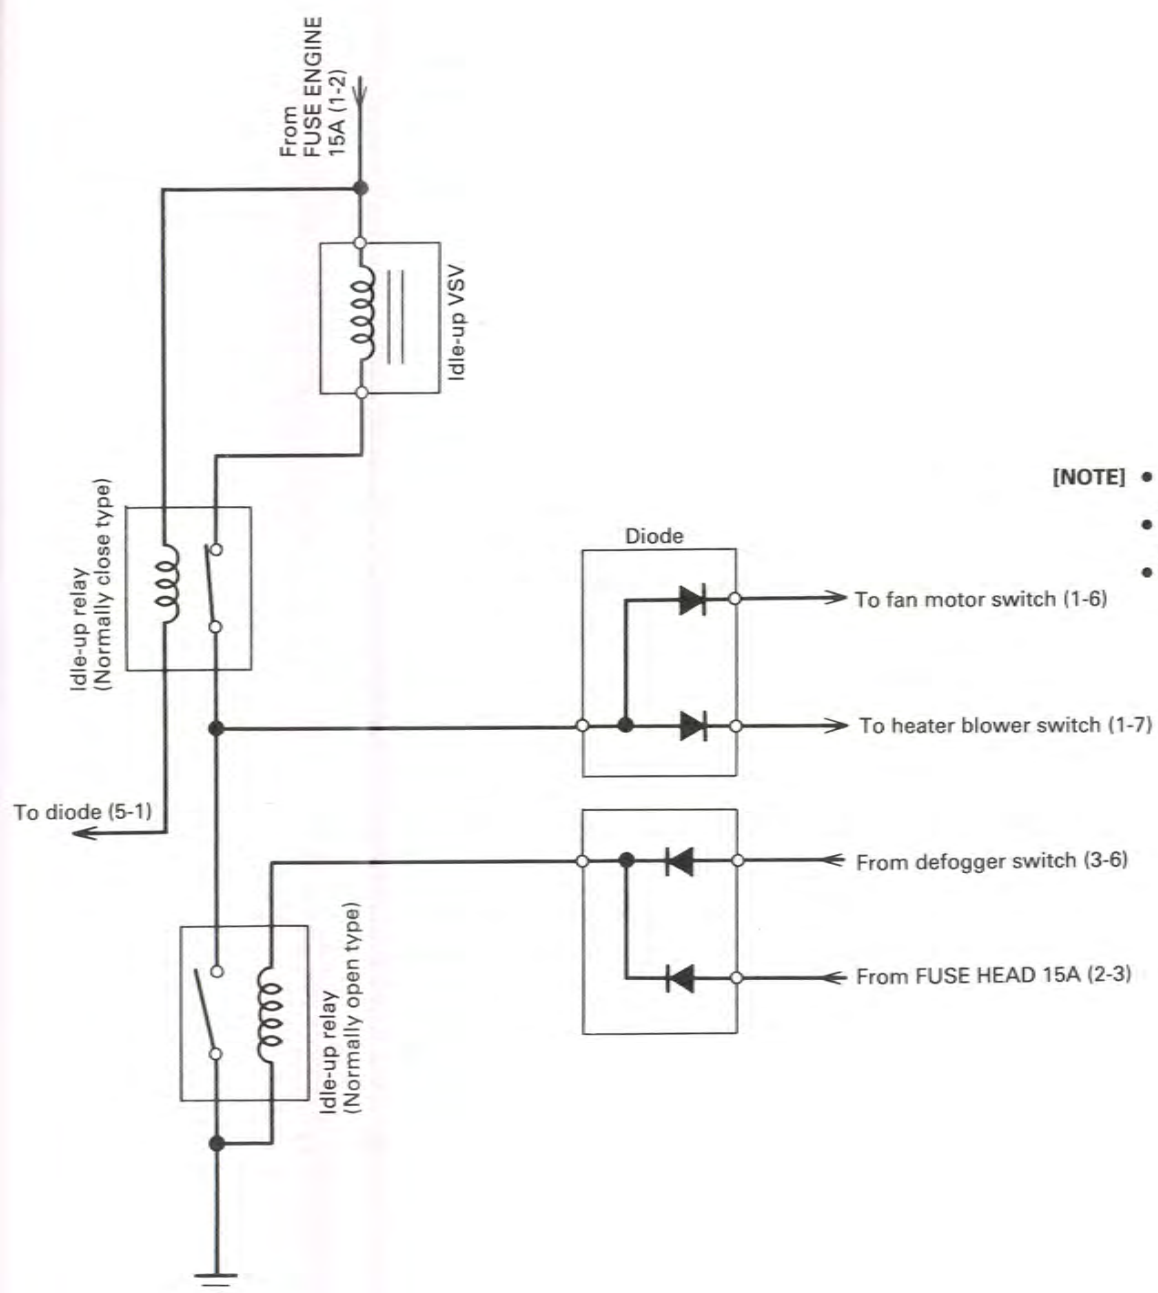 From
FUSE ENGINE
15A (1-2)
Idle-up VSV
[NOTE] •
•
•
Idle-up relay
(Normally close type)
Diode
To fan motor switch (1-6)
To heater blower switch (1-7)
To diode (5-1)
From defogger switch (3-6)
Idle-up relay
(Normally open type)
From FUSE HEAD 15A (2-3)